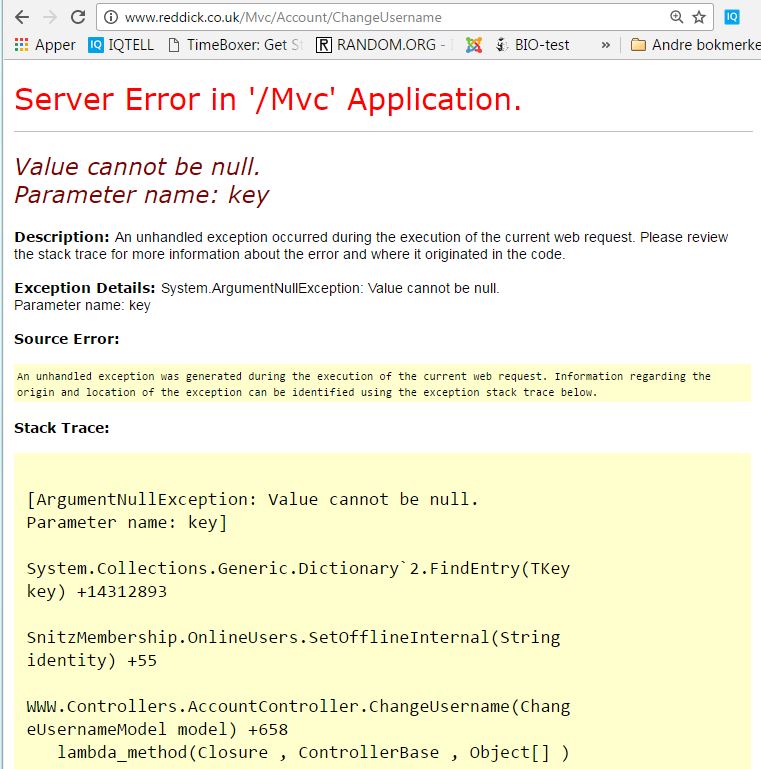 www.reddick.co.uk/Mvc/Account/ChangeUsername
Apper IQ IQTELL TimeBoxer: Get St R RANDOM.ORG - I BIO-test » Andre bokmerke
Server Error in '/Mvc' Application.
Value cannot be null.
Parameter name: key
Description: An unhandled exception occurred during the execution of the current web request. Please review
the stack trace for more information about the error and where it originated in the code.
Exception Details: System.ArgumentNullException: Value cannot be null.
Parameter name: key
Source Error:
An unhandled exception was generated during the execution of the current web request. Information regarding the
origin and location of the exception can be identified using the exception stack trace below.
Stack Trace:
[ArgumentNullException: Value cannot be null.
Parameter name: key]
System.Collections.Generic.Dictionary`2.FindEntry(TKey
key) +14312893
SnitzMembership.OnlineUsers.SetOfflineInternal(String
identity) +55
WWW.Controllers.AccountController.ChangeUsername(Chang
eUsernameModel model) +658
lambda_method(Closure , ControllerBase , Object[] )